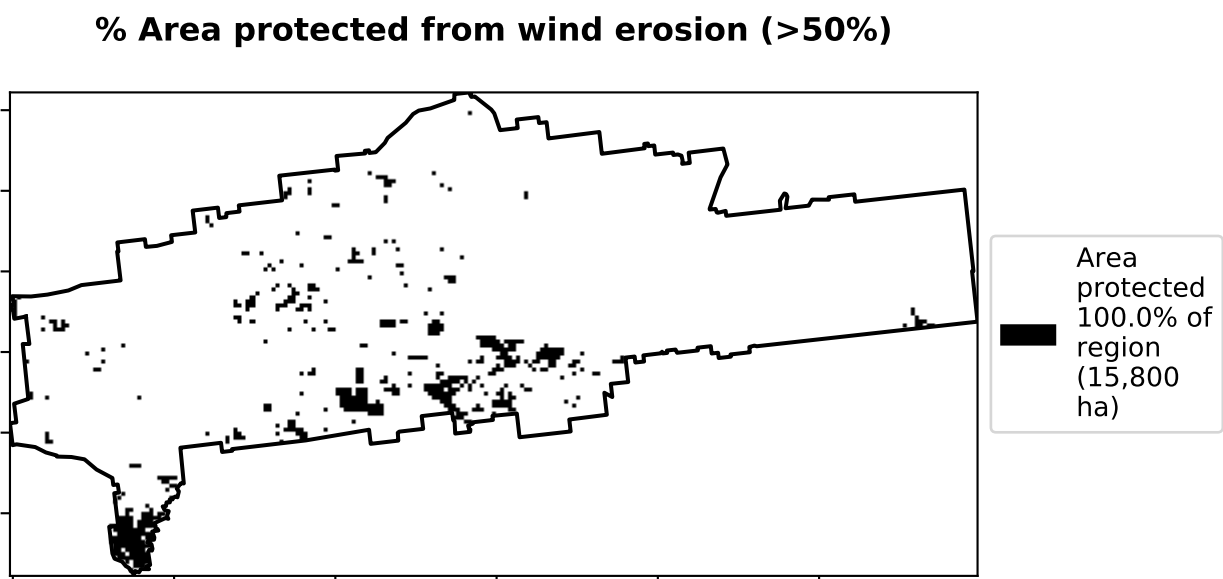 % Area protected from wind erosion (>50%)
Area
protected
100.0% of
region
(15,800
ha)